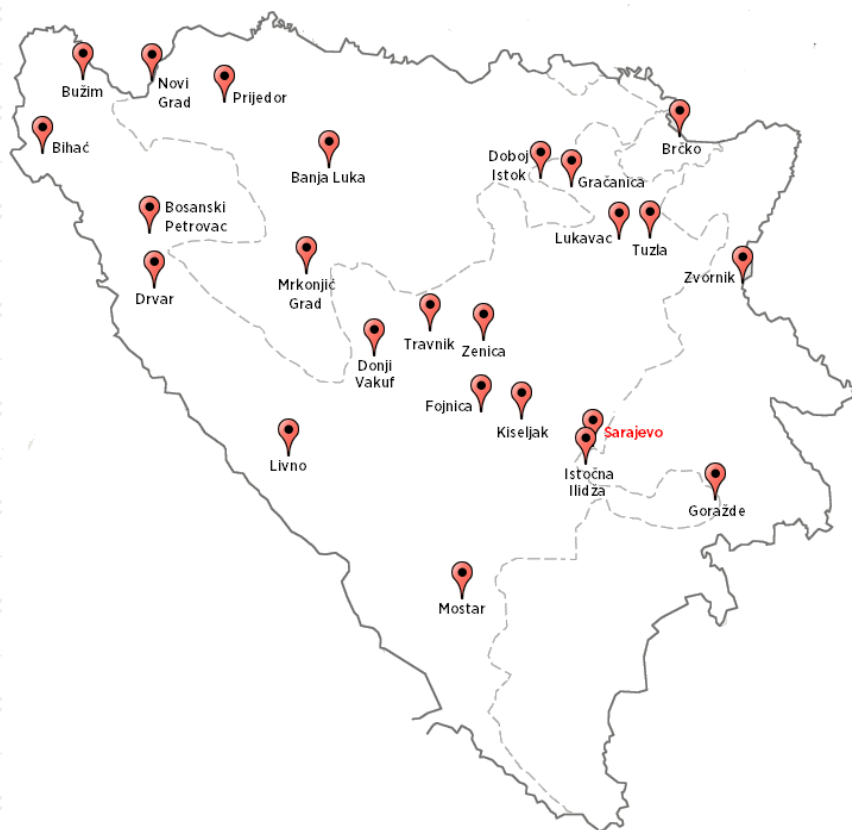 Bužim
Novi
Grad
Prijedor
Bihać
Banja Luka
Doboj
Istok
Gračanica
Brčko
Bosanski
Petrovac
Lukavac
Tuzla
Zvornik
Drvar
Mrkonjić
Grad
Travnik
Zenica
Donji
Vakuf
Fojnica
Kiseljak
Sarajevo
Livno
Istočna
Ilidža
Goražde
Mostar